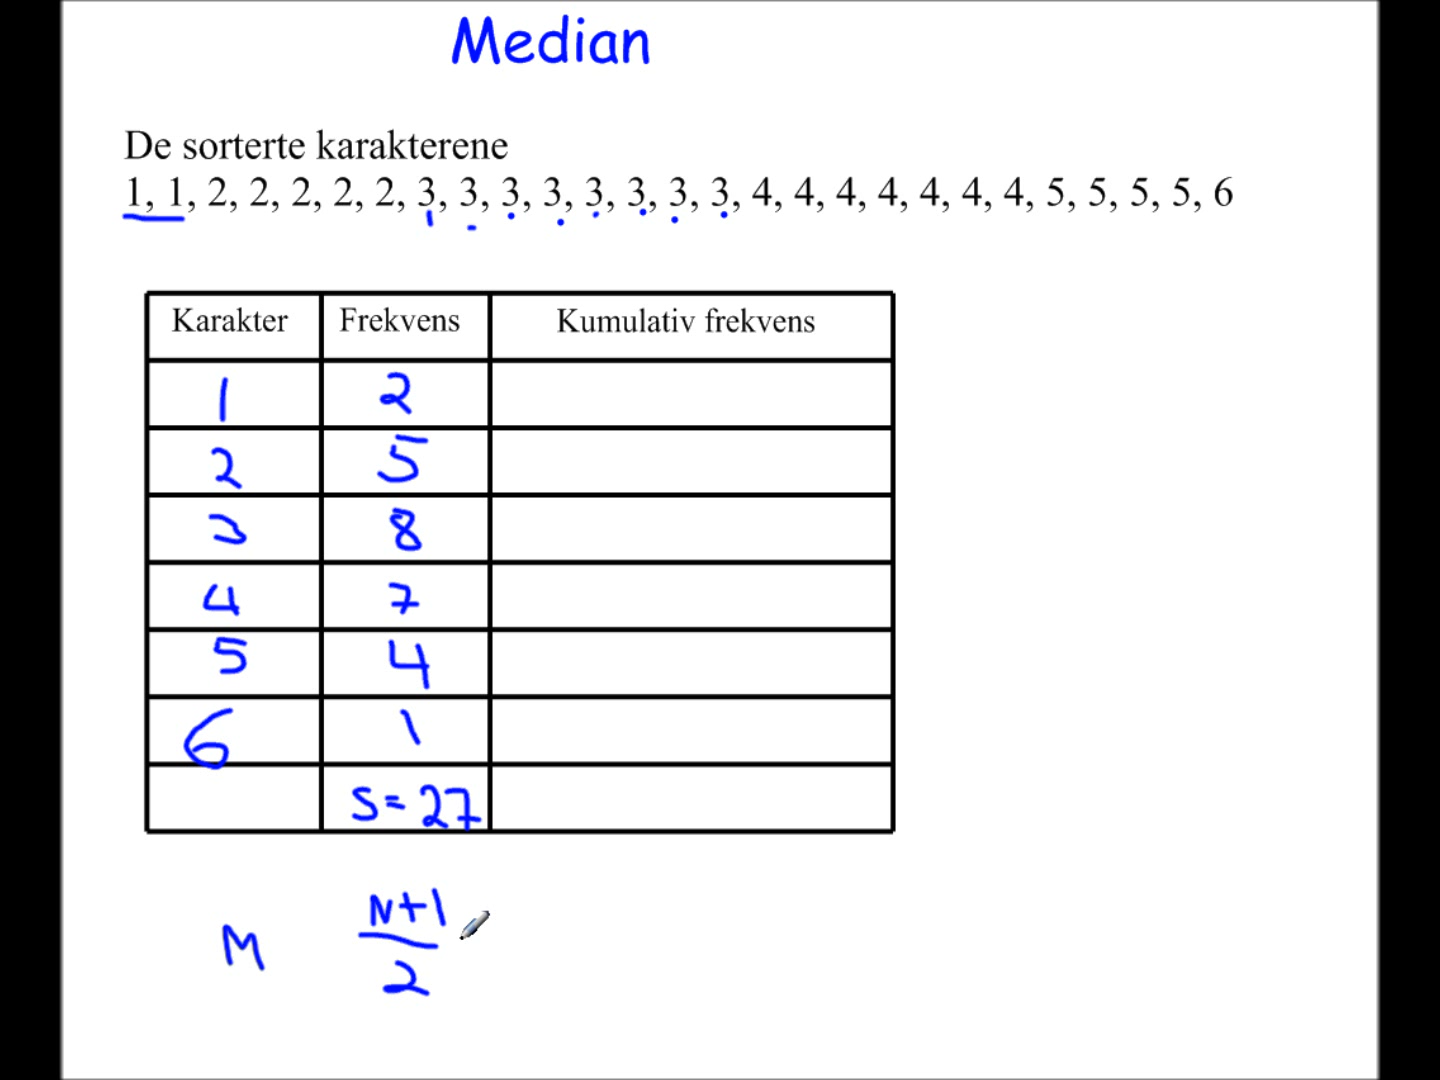 Median
De sorterte karakterene
1, 1, 2, 2, 2, 2, 2, 3, 3, 3, 3, 3, 3, 3, 3, 4, 4, 4, 4, 4, 4, 4, 5, 5, 5, 5, 6
Karakter Frekvens Kumulativ frekvens
1 2
2 5
3 8
4 7
5 4
6 1
S = 27
M N+1
2